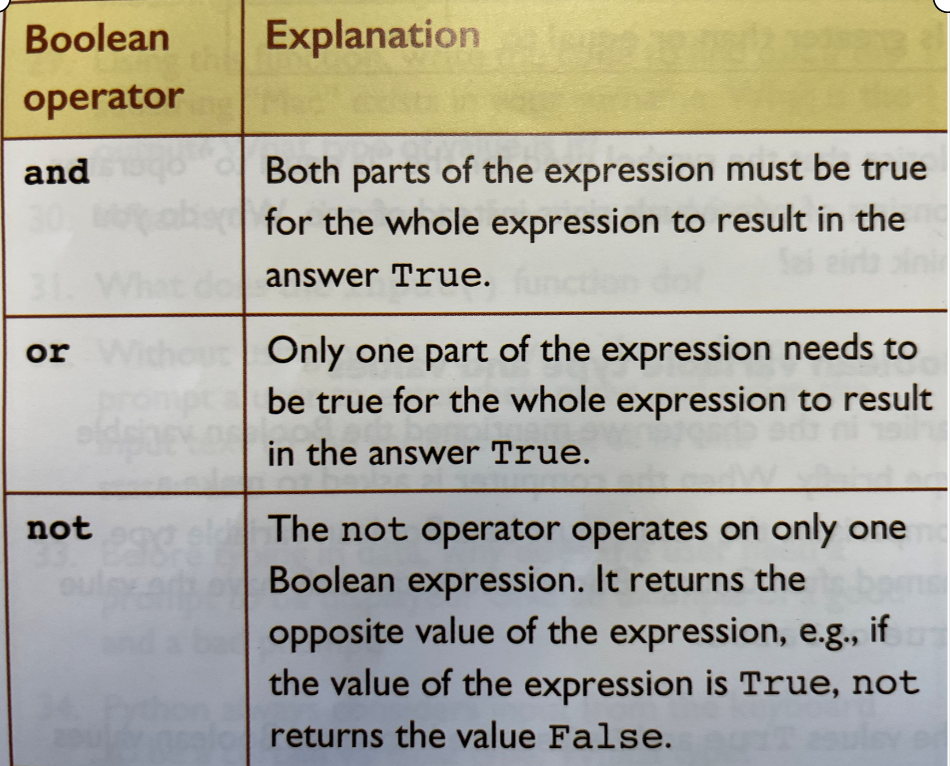 Boolean operator
Explanation
and
Both parts of the expression must be true
for the whole expression to result in the
answer True.
or
Only one part of the expression needs to
be true for the whole expression to result
in the answer True.
not
The not operator operates on only one
Boolean expression. It returns the
opposite value of the expression, e.g., if
the value of the expression is True, not
returns the value False.